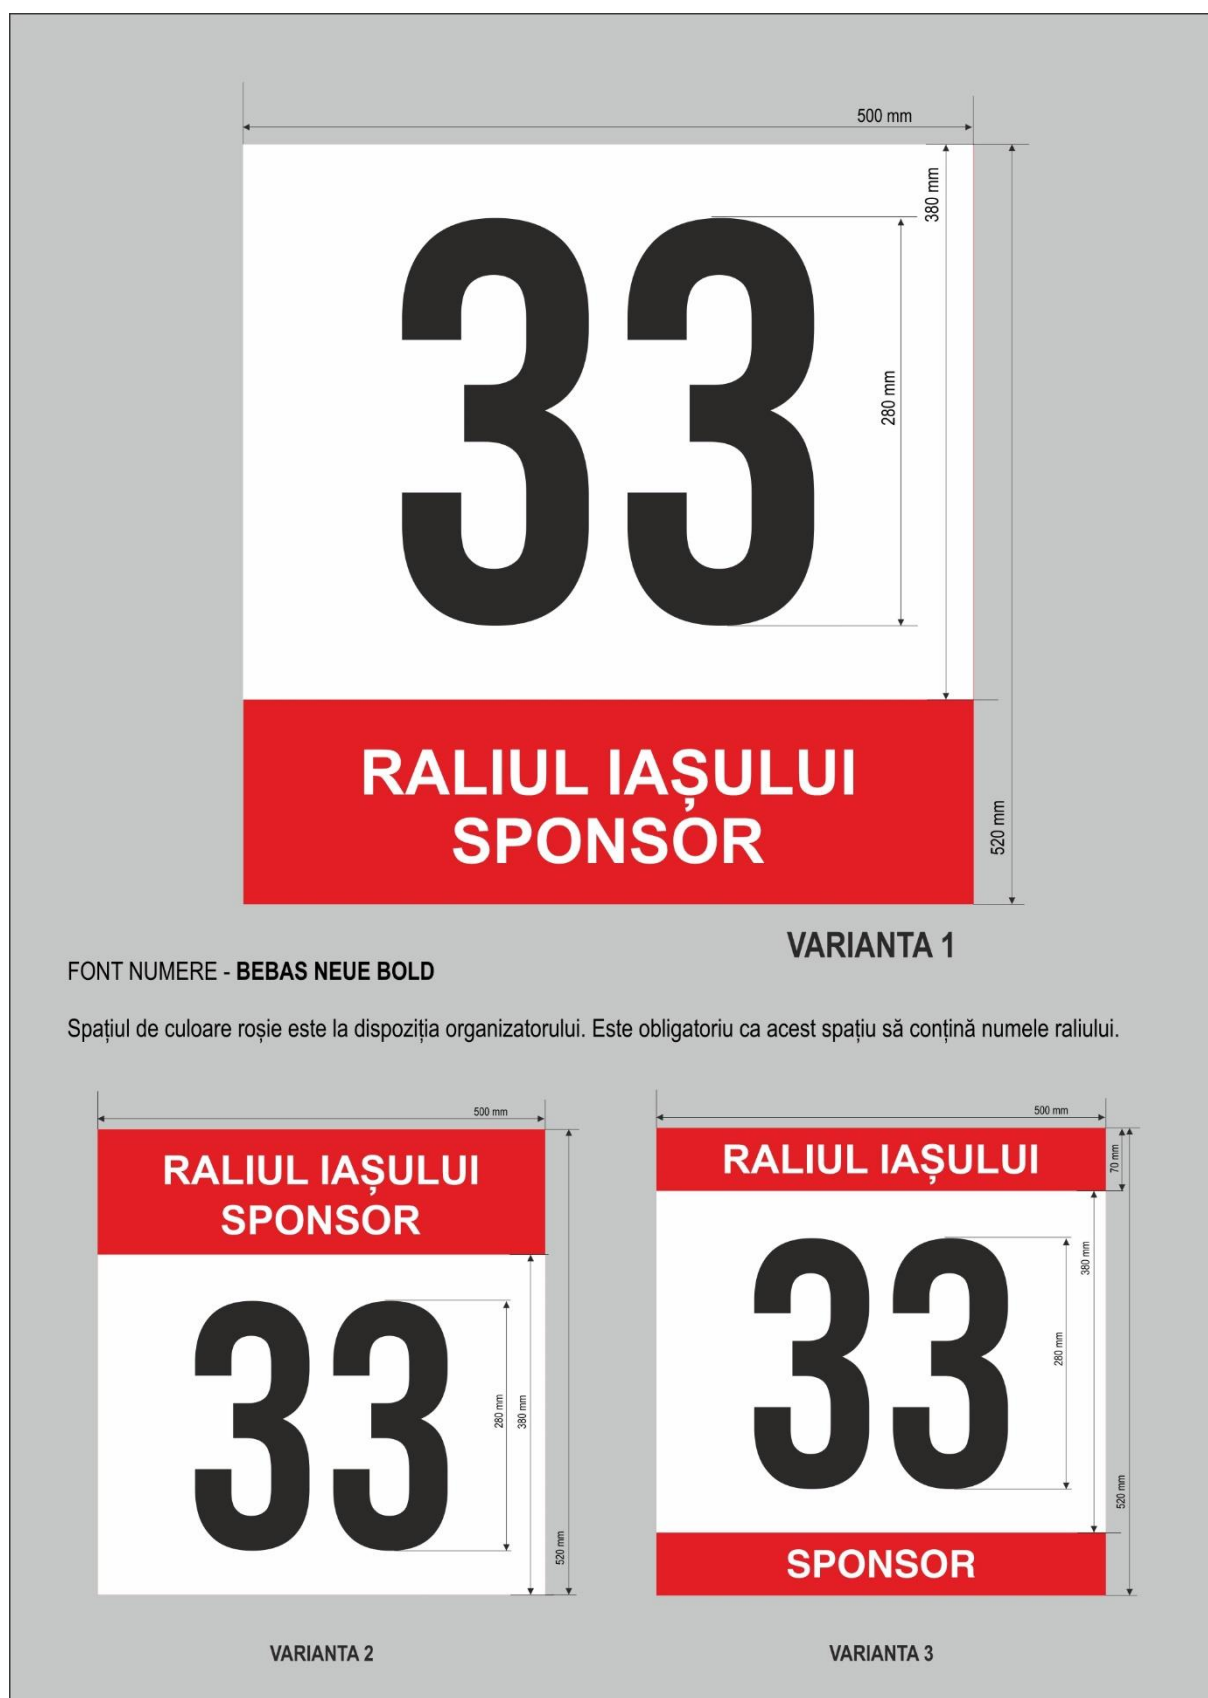 500 mm
380 mm
33
280 mm
RALIUL IAȘULUI
SPONSOR
520 mm
VARIANTA 1
FONT NUMERE - BEBAS NEUE BOLD
Spațiul de culoare roșie este la dispoziția organizatorului. Este obligatoriu ca acest spațiu să conțină numele raliului.
500 mm
RALIUL IAȘULUI
SPONSOR
33
280 mm
380 mm
520 mm
VARIANTA 2
500 mm
RALIUL IAȘULUI
70 mm
33
380 mm
280 mm
520 mm
SPONSOR
VARIANTA 3